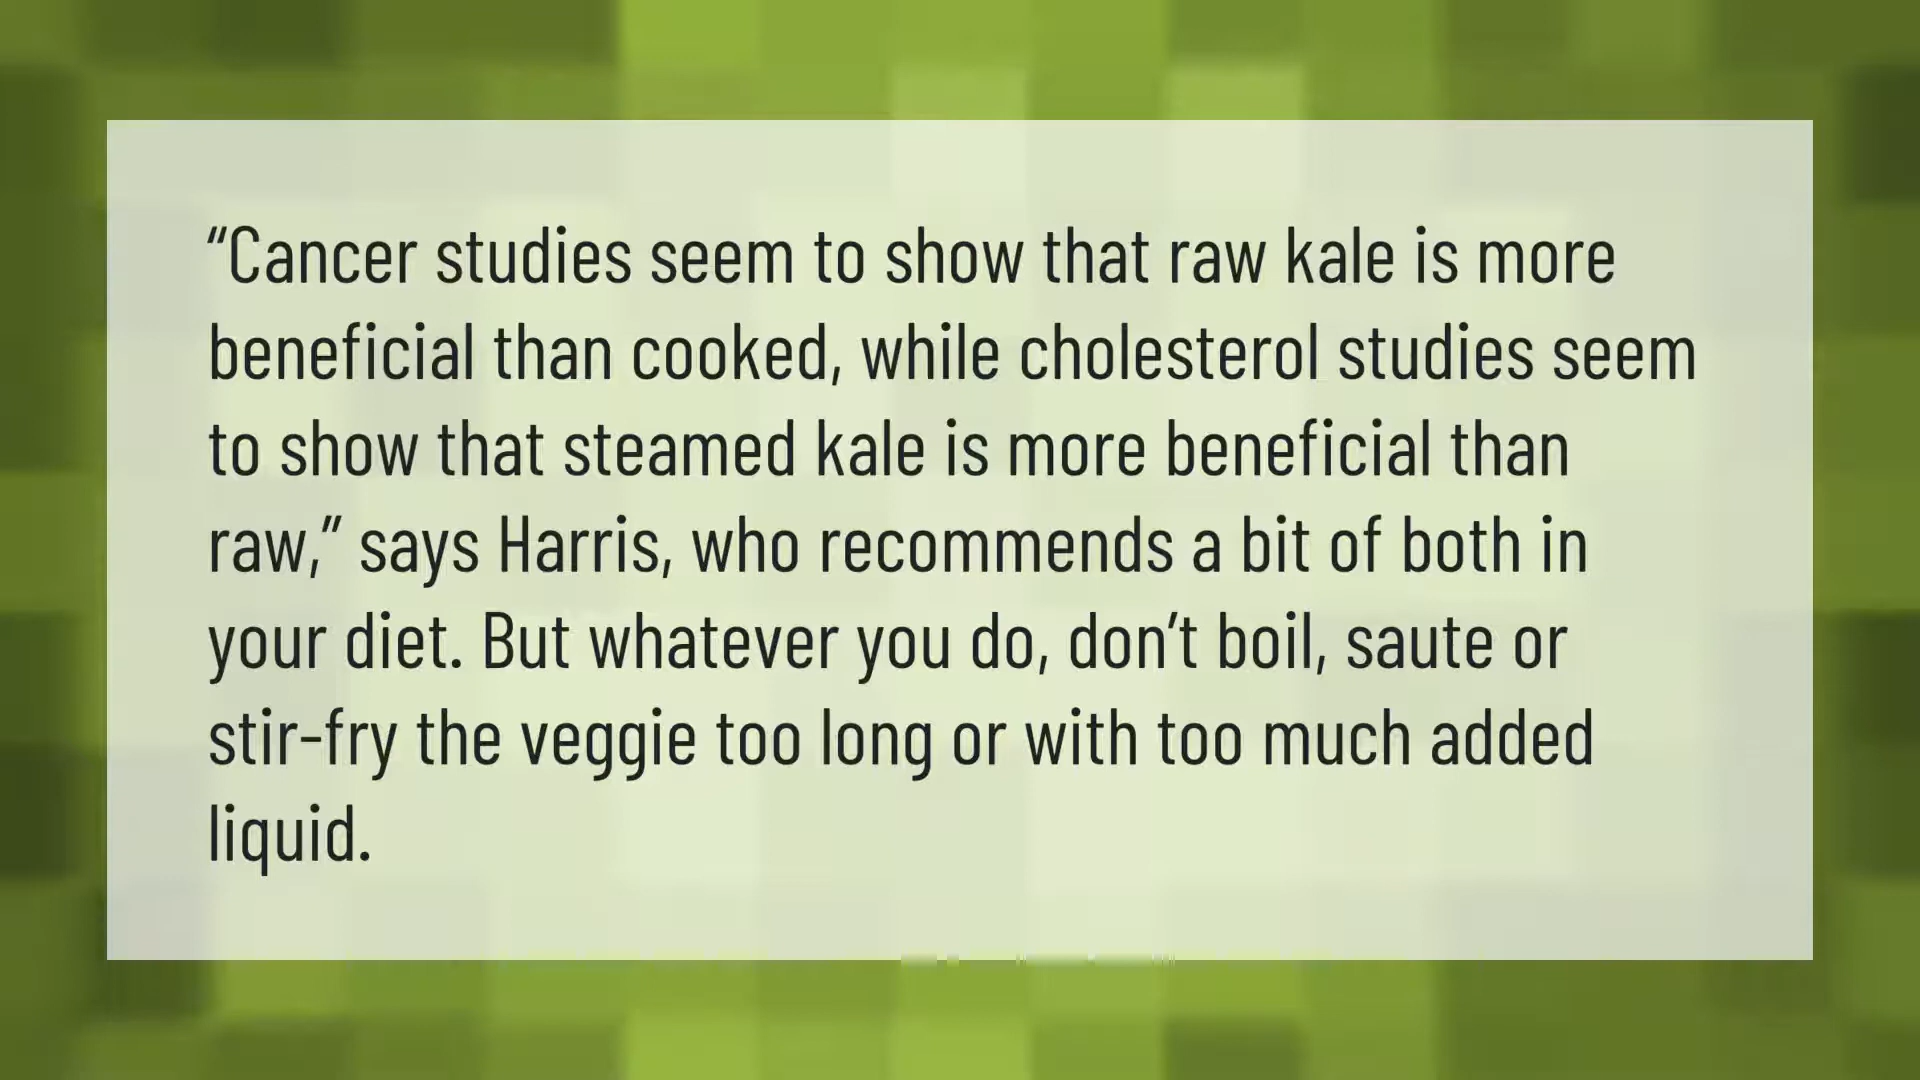 “Cancer studies seem to show that raw kale is more
beneficial than cooked, while cholesterol studies seem
to show that steamed kale is more beneficial than
raw,” says Harris, who recommends a bit of both in
your diet. But whatever you do, don’t boil, saute or
stir-fry the veggie too long or with too much added
liquid.